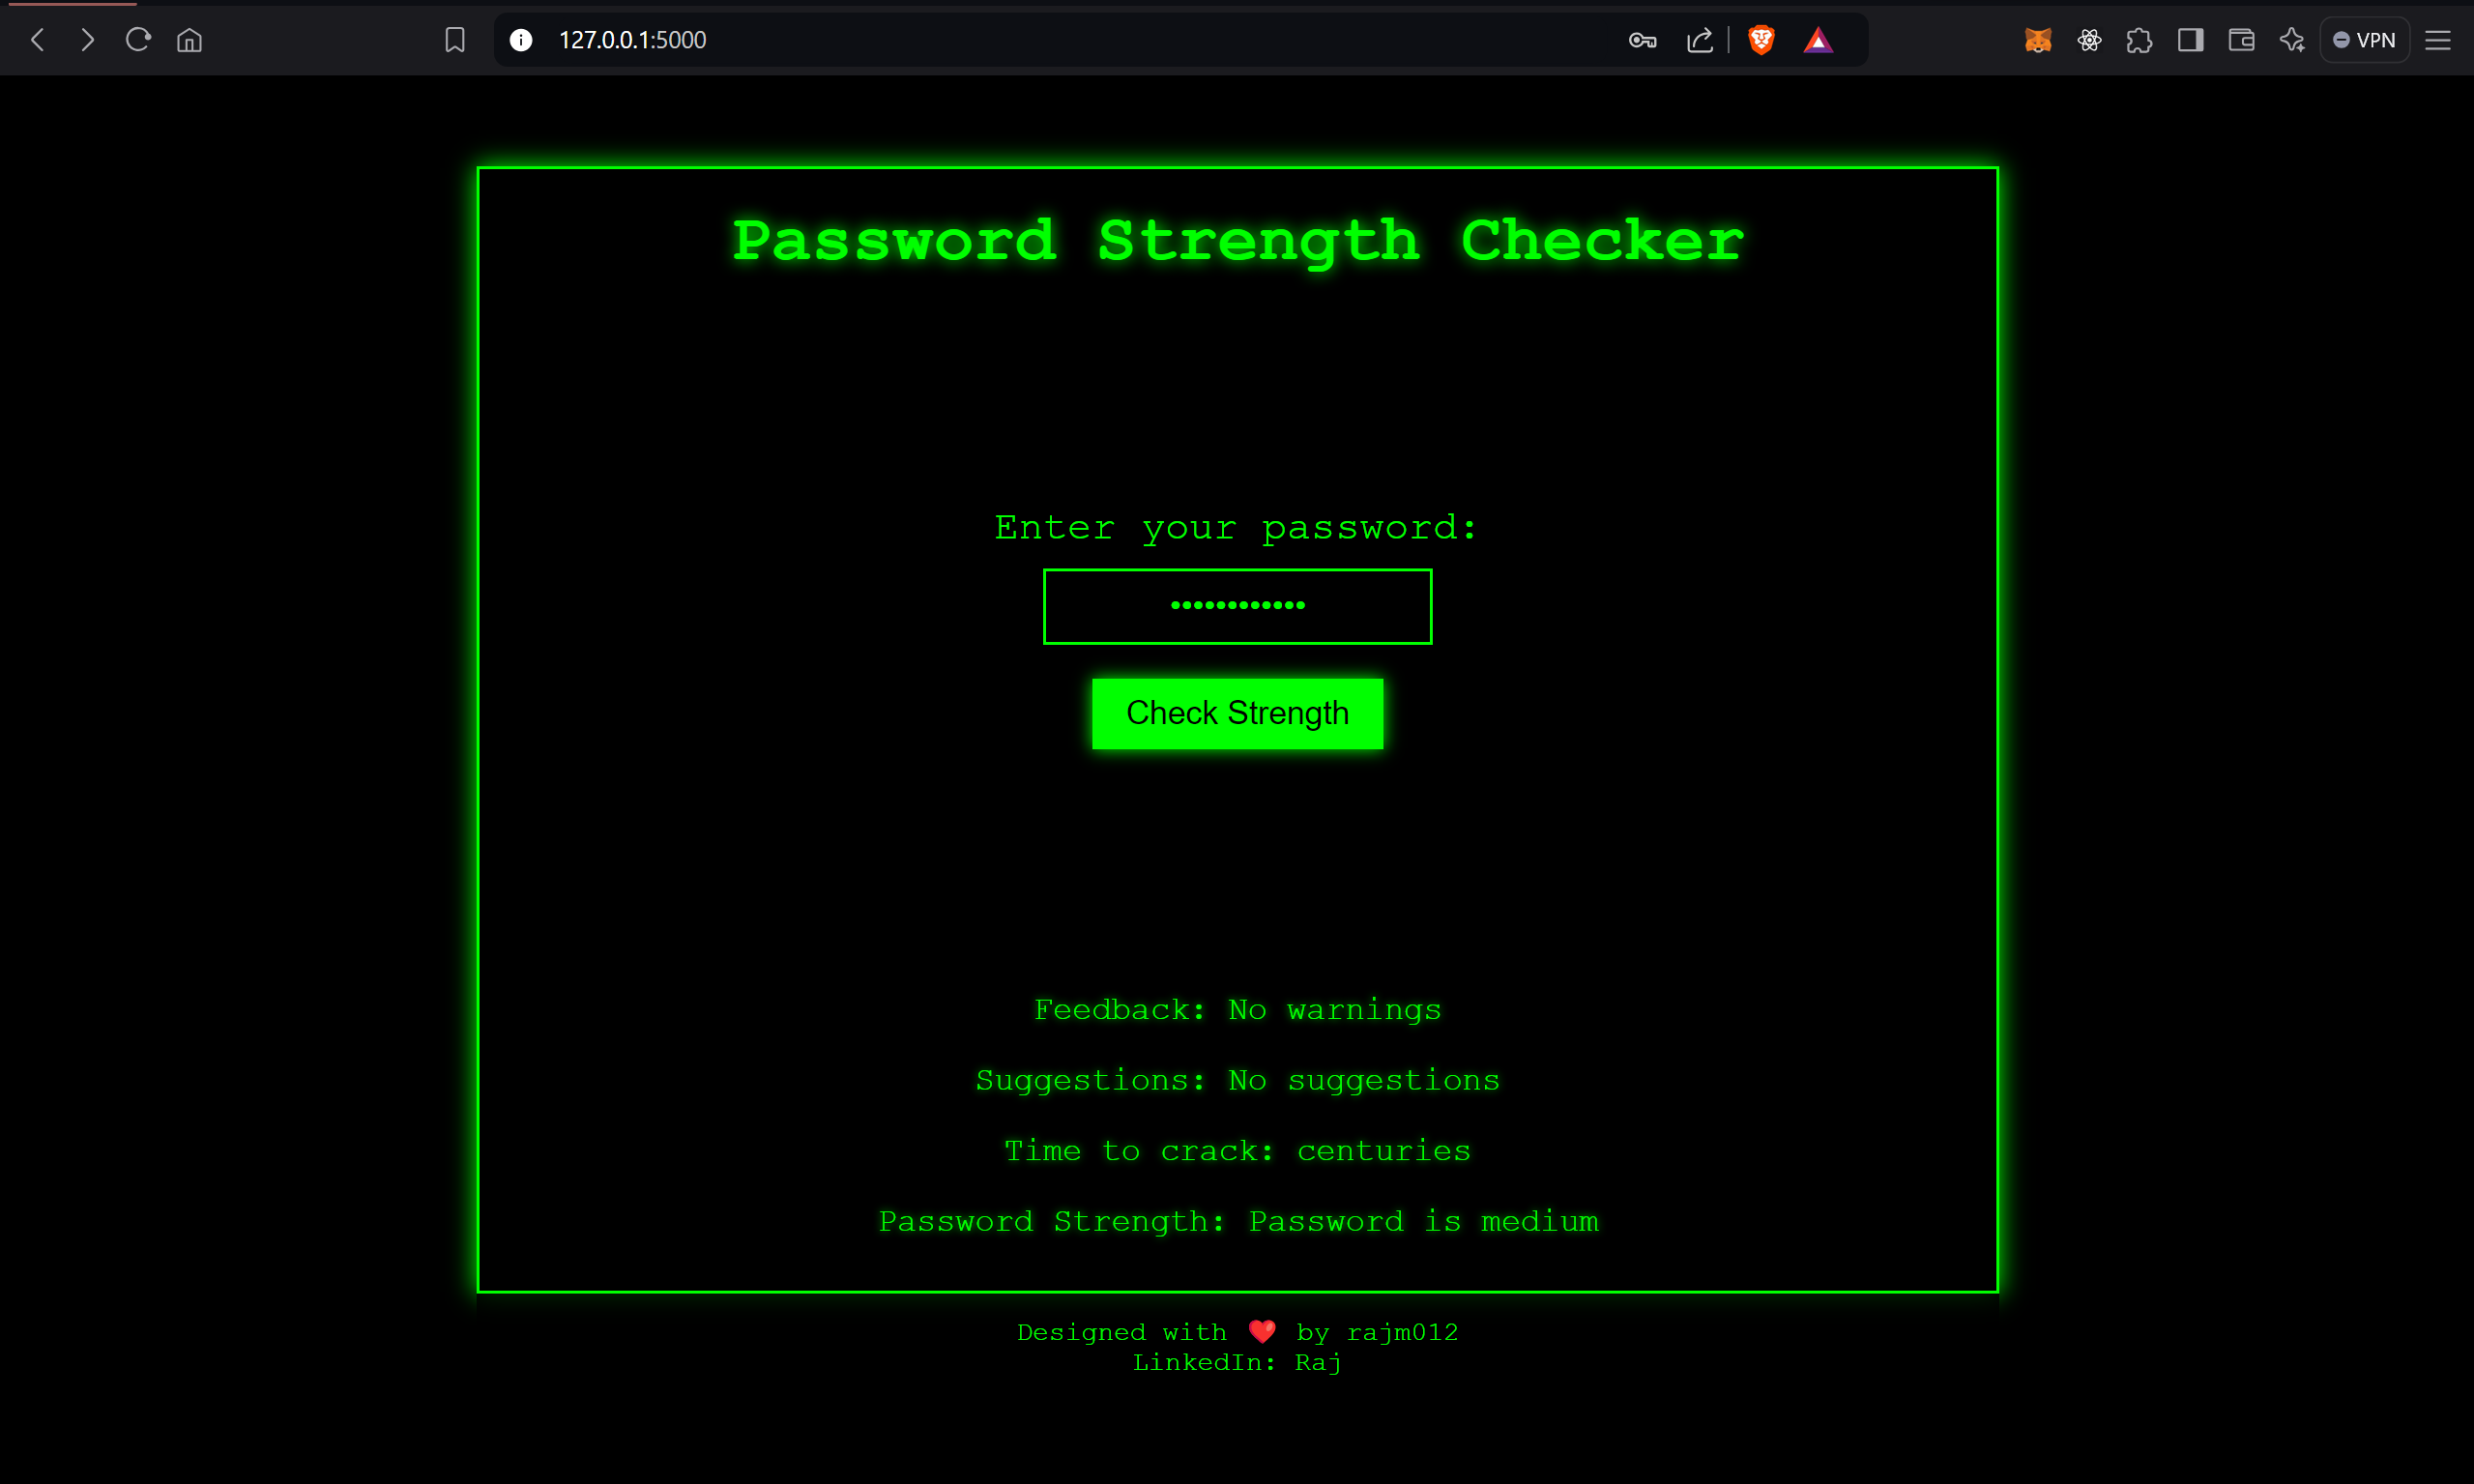 127.0.0.1:5000
VPN
Password Strength Checker
Enter your password:
••••••••••••
Check Strength
Feedback: No warnings
Suggestions: No suggestions
Time to crack: centuries
Password Strength: Password is medium
Designed with ❤️ by rajm012
LinkedIn: Raj